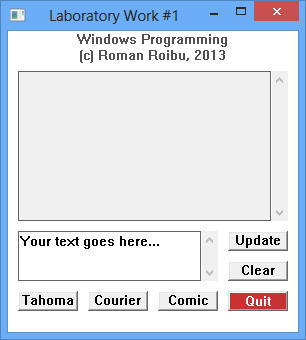 Laboratory Work #1
Windows Programming
(c) Roman Roibu, 2013
Your text goes here...
Update
Clear
Tahoma Courier Comic Quit